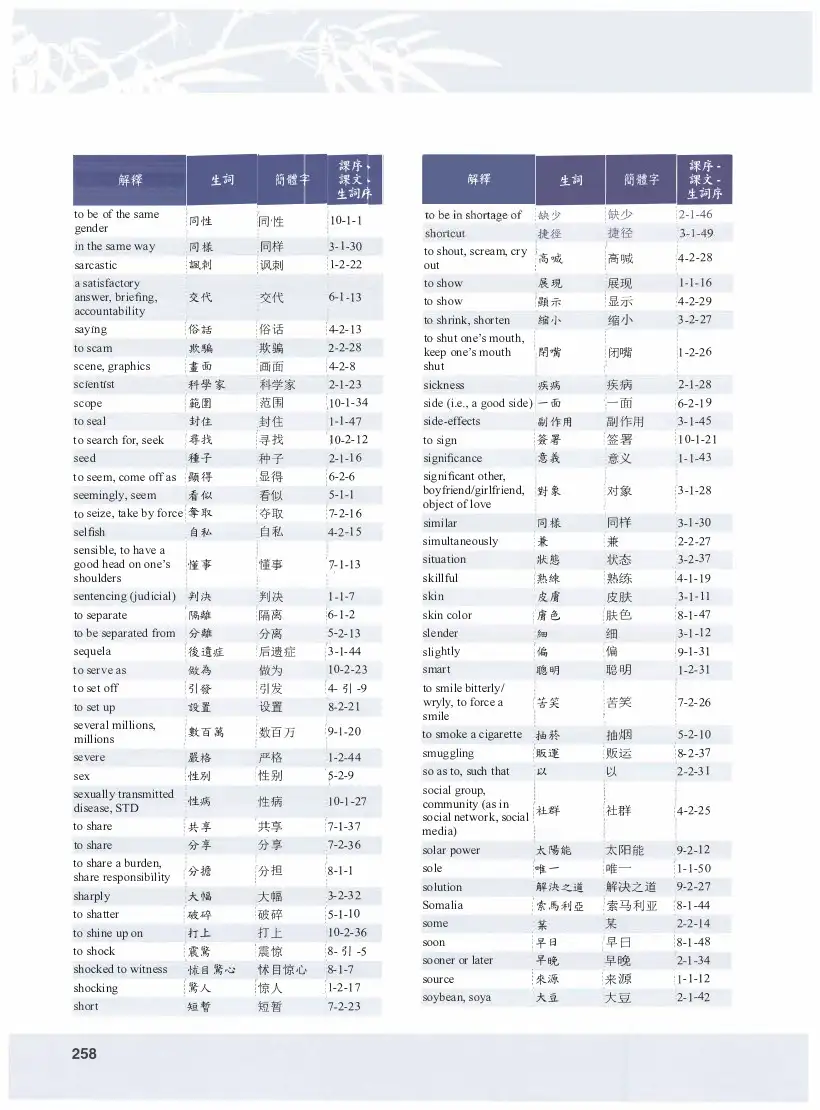 解釋 生詞 簡體字 課序-課文-生詞序
to be of the same
gender 同性 同性 10-1-1
in the same way 同樣 同样 3-1-30
sarcastic 諷刺 讽刺 1-2-22
a satisfactory
answer, briefing, 交代 交代 6-1-13
accountability
saying 俗話 俗话 4-2-13
to scam 欺騙 欺骗 2-2-28
scene, graphics 畫面 画面 4-2-8
scientist 科學家 科学家 2-1-23
scope 範圍 范围 10-1-34
to seal 封住 封住 1-1-47
to search for, seek 尋找 寻找 10-2-12
seed 種子 种子 2-1-16
to seem, come off as 顯得 显得 6-2-6
seemingly, seem 看似 看似 5-1-1
to seize, take by force 奪取 夺取 7-2-16
selfish 自私 自私 4-2-15
sensible, to have a
good head on one's 懂事 懂事 7-1-13
shoulders
sentencing (judicial) 判決 判决 1-1-7
to separate 隔離 隔离 6-1-2
to be separated from 分離 分离 5-2-13
sequela 後遺症 后遗症 3-1-44
to serve as 做為 做为 10-2-23
to set off 引發 引发 4-引-9
to set up 設置 设置 8-2-21
several millions,
millions 數百萬 数百万 9-1-20
severe 嚴格 严格 1-2-44
sex 性別 性别 5-2-9
sexually transmitted
disease, STD 性病 性病 10-1-27
to share 共享 共享 7-1-37
to share 分享 分享 7-2-36
to share a burden,
share responsibility 分擔 分担 8-1-1
sharply 大幅 大幅 3-2-32
to shatter 破碎 破碎 5-1-10
to shine up on 打上 打上 10-2-36
to shock 震驚 震惊 8-引-5
shocked to witness 怵目驚心 怵目惊心 8-1-7
shocking 驚人 惊人 1-2-17
short 短暫 短暂 7-2-23
解釋 生詞 簡體字 課序-課文-生詞序
to be in shortage of 缺少 缺少 2-1-46
shortcut 捷徑 捷径 3-1-49
to shout, scream, cry
out 高喊 高喊 4-2-28
to show 展現 展现 1-1-16
to show 顯示 显示 4-2-29
to shrink, shorten 縮小 缩小 3-2-27
to shut one's mouth,
keep one's mouth 閉嘴 闭嘴 1-2-26
shut
sickness 疾病 疾病 2-1-28
side (i.e., a good side) 一面 一面 6-2-19
side-effects 副作用 副作用 3-1-45
to sign 簽署 签署 10-1-21
significance 意義 意义 1-1-43
significant other,
boyfriend/girlfriend, 對象 对象 3-1-28
object of love
similar 同樣 同样 3-1-30
simultaneously 兼 兼 2-2-27
situation 狀態 状态 3-2-37
skillful 熟練 熟练 4-1-19
skin 皮膚 皮肤 3-1-11
skin color 膚色 肤色 8-1-47
slender 細 细 3-1-12
slightly 偏 偏 9-1-31
smart 聰明 聪明 1-2-31
to smile bitterly/
wryly, to force a 苦笑 苦笑 7-2-26
smile
to smoke a cigarette 抽菸 抽烟 5-2-10
smuggling 販運 贩运 8-2-37
so as to, such that 以 以 2-2-31
social group,
community (as in
social network, social 社群 社群 4-2-25
media)
solar power 太陽能 太阳能 9-2-12
sole 唯一 唯一 1-1-50
solution 解決之道 解决之道 9-2-27
Somalia 索馬利亞 索马利亚 8-1-44
some 某 某 2-2-14
soon 早日 早日 8-1-48
sooner or later 早晚 早晚 2-1-34
source 來源 来源 1-1-12
soybean, soya 大豆 大豆 2-1-42
258